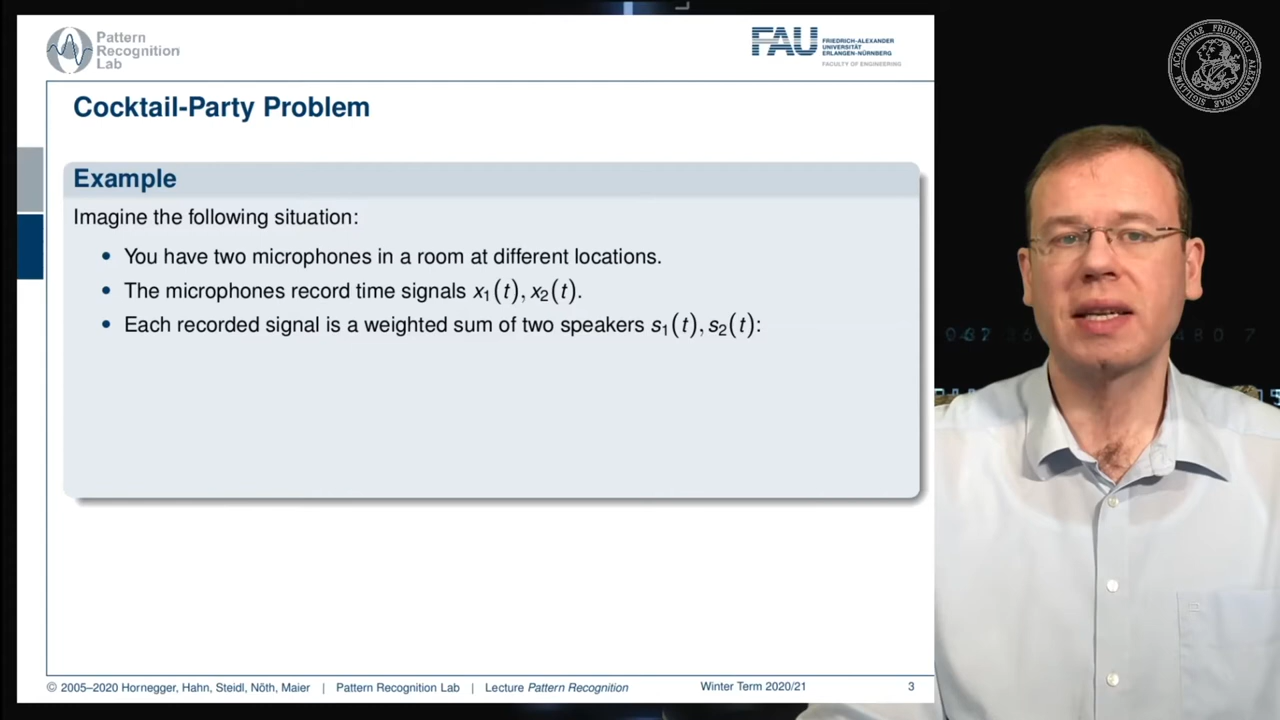 Pattern
Recognition
Lab
FAU
FRIEDRICH-ALEXANDER
UNIVERSITÄT
ERLANGEN-NÜRNBERG
FACULTY OF ENGINEERING
Cocktail-Party Problem
Example
Imagine the following situation:
• You have two microphones in a room at different locations.
• The microphones record time signals x₁(t), x₂(t).
• Each recorded signal is a weighted sum of two speakers s₁(t), s₂(t):
© 2005–2020 Hornegger, Hahn, Steidl, Nöth, Maier | Pattern Recognition Lab | Lecture Pattern Recognition Winter Term 2020/21 3